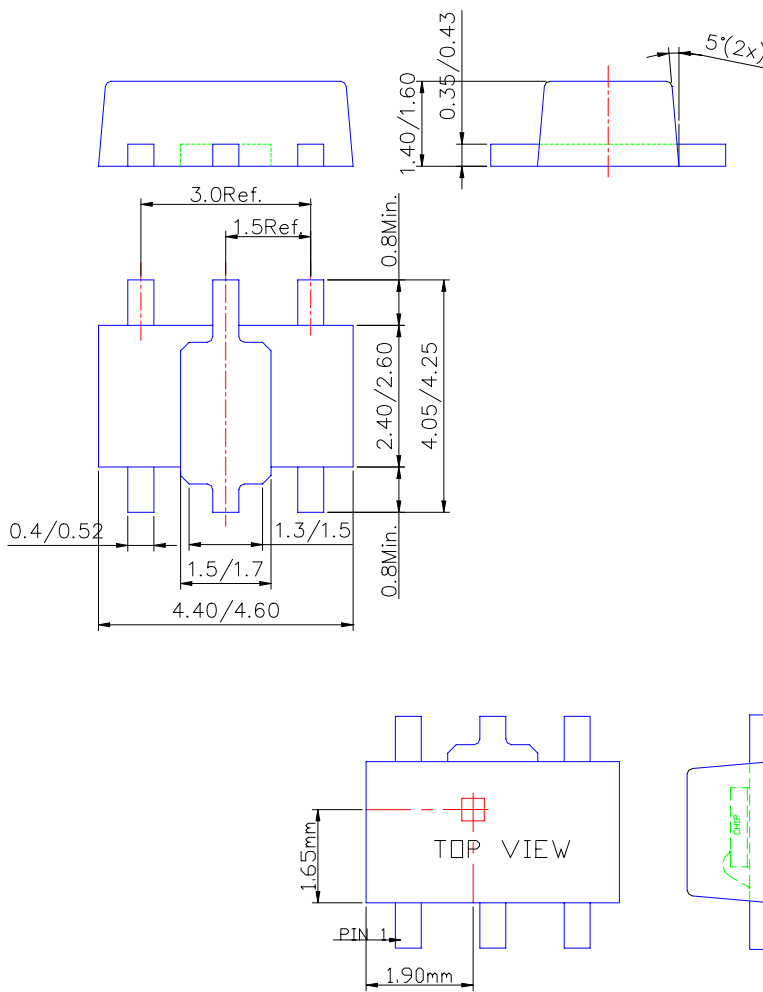 5°(2x)
0.35/0.43
1.40/1.60
3.0Ref.
1.5Ref.
0.8Min.
2.40/2.60
4.05/4.25
0.4/0.52
1.3/1.5
0.8Min.
1.5/1.7
4.40/4.60
CHIP
TOP VIEW
1.65mm
PIN 1
1.90mm